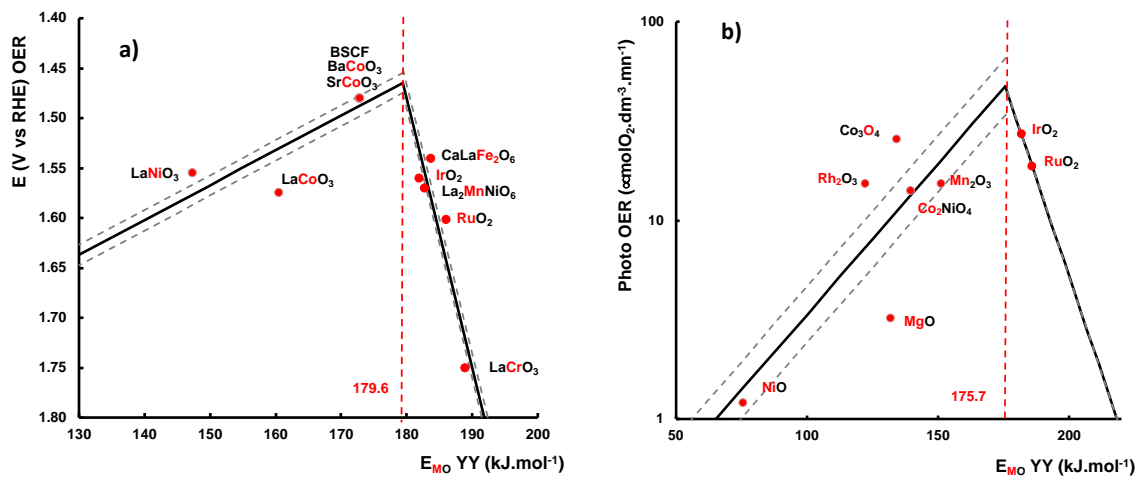 a)
E (V vs RHE) OER
1.40
1.45
1.50
1.55
1.60
1.65
1.70
1.75
1.80
BSCF
BaCoO₃
SrCoO₃
LaNiO₃
LaCoO₃
CaLaFe₂O₆
IrO₂
La₂MnNiO₆
RuO₂
LaCrO₃
179.6
130 140 150 160 170 180 190 200
E_MO YY (kJ.mol⁻¹)
b)
Photo OER (∝molO₂.dm⁻³.mn⁻¹)
100
10
1
Co₃O₄
Rh₂O₃
Mn₂O₃
Co₂NiO₄
IrO₂
RuO₂
MgO
NiO
175.7
50 100 150 200
E_MO YY (kJ.mol⁻¹)